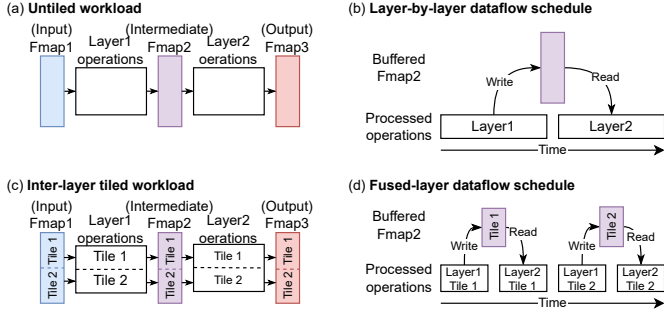 (a) Untiled workload
(Input) (Intermediate) (Output)
Fmap1 Layer1 Fmap2 Layer2 Fmap3
operations oerations
(b) Layer-by-layer dataflow schedule
Buffered
Fmap2
Write Read
Processed
operations
Layer1 Layer2
Time
(c) Inter-layer tiled workload
(Input) (Intermediate) (Output)
Fmap1 Layer1 Fmap2 Layer2 Fmap3
operations oerations
Tile 1 Tile 1 Tile 1 Tile 1 Tile 1
Tile 2 Tile 2 Tile 2 Tile 2 Tile 2
(d) Fused-layer dataflow schedule
Buffered
Fmap2
Tile 1 Tile 2
Write Read Write Read
Processed
operations
Layer1 Layer2 Layer1 Layer2
Tile 1 Tile 1 Tile 2 Tile 2
Time